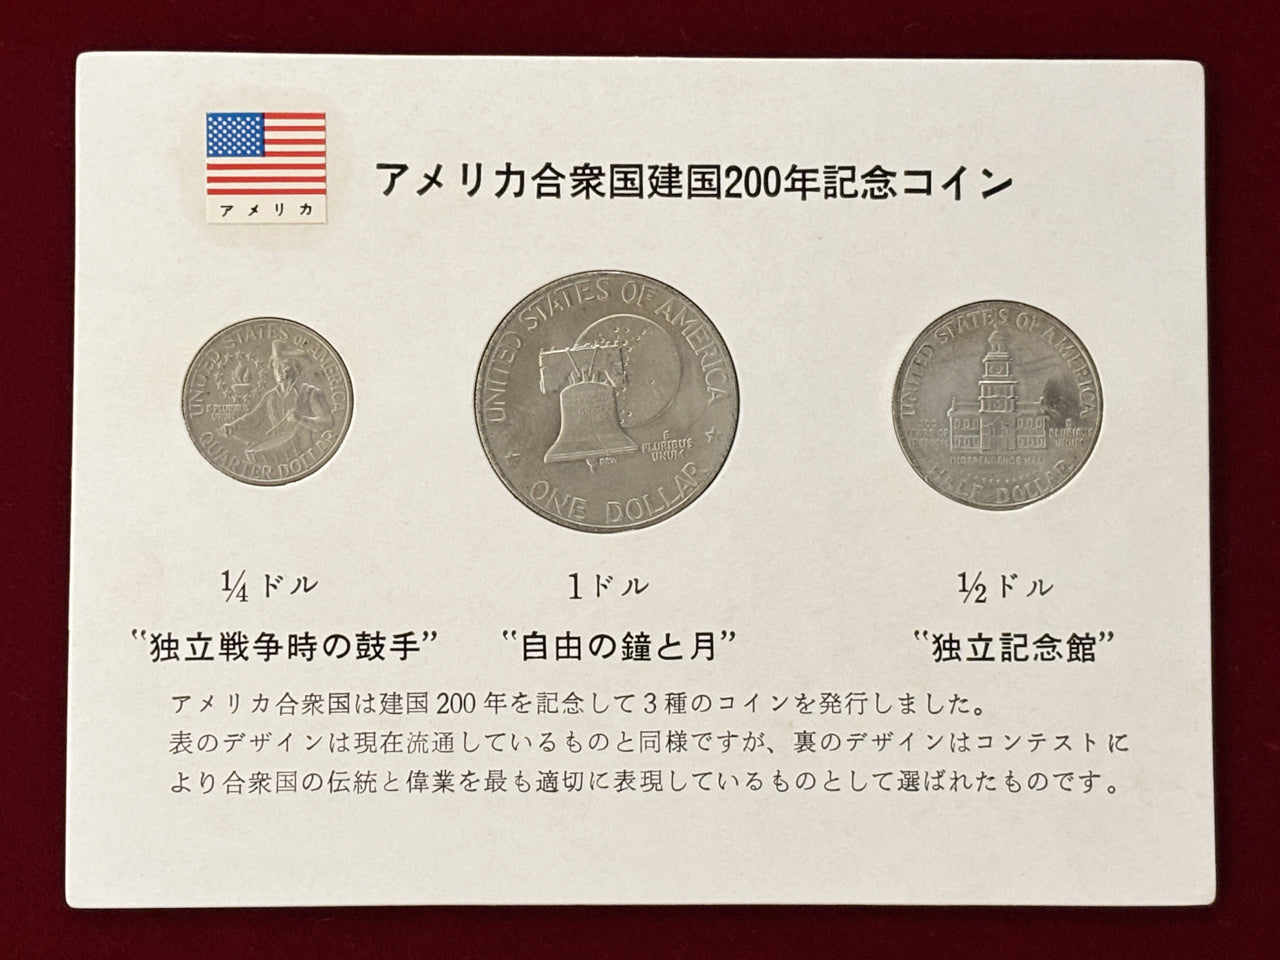 アメリカ
アメリカ合衆国建国200年記念コイン
UNITED STATES OF AMERICA
E PLURIBUS
UNUM
QUARTER DOLLAR
UNITED STATES OF AMERICA
E
PLURIBUS
UNUM
ONE DOLLAR
UNITED STATES OF AMERICA
E
PLURIBUS
UNUM
INDEPENDENCE HALL
HALF DOLLAR
¼ドル
1ドル
½ドル
“独立戦争時の鼓手”
“自由の鐘と月”
“独立記念館”
アメリカ合衆国は建国200年を記念して3種のコインを発行しました。
表のデザインは現在流通しているものと同様ですが、裏のデザインはコンテストに
より合衆国の伝統と偉業を最も適切に表現しているものとして選ばれたものです。